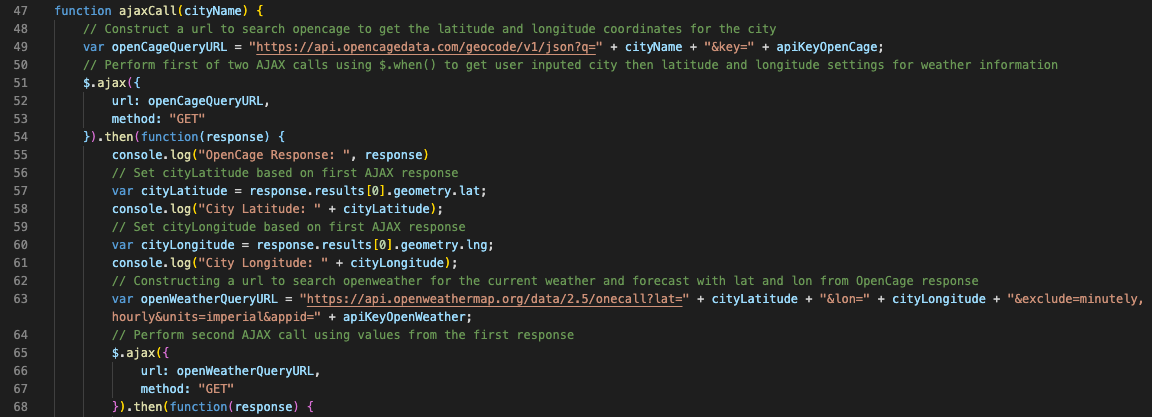 47 function ajaxCall(cityName) {
48 // Construct a url to search opencage to get the latitude and longitude coordinates for the city
49 var openCageQueryURL = "https://api.opencagedata.com/geocode/v1/json?q=" + cityName + "&key=" + apiKeyOpenCage;
50 // Perform first of two AJAX calls using $.when() to get user inputed city then latitude and longitude settings for weather information
51 $.ajax({
52 url: openCageQueryURL,
53 method: "GET"
54 }).then(function(response) {
55 console.log("OpenCage Response: ", response)
56 // Set cityLatitude based on first AJAX response
57 var cityLatitude = response.results[0].geometry.lat;
58 console.log("City Latitude: " + cityLatitude);
59 // Set cityLongitude based on first AJAX response
60 var cityLongitude = response.results[0].geometry.lng;
61 console.log("City Longitude: " + cityLongitude);
62 // Constructing a url to search openweather for the current weather and forecast with lat and lon from OpenCage response
63 var openWeatherQueryURL = "https://api.openweathermap.org/data/2.5/onecall?lat=" + cityLatitude + "&lon=" + cityLongitude + "&exclude=minutely,
hourly&units=imperial&appid=" + apiKeyOpenWeather;
64 // Perform second AJAX call using values from the first response
65 $.ajax({
66 url: openWeatherQueryURL,
67 method: "GET"
68 }).then(function(response) {